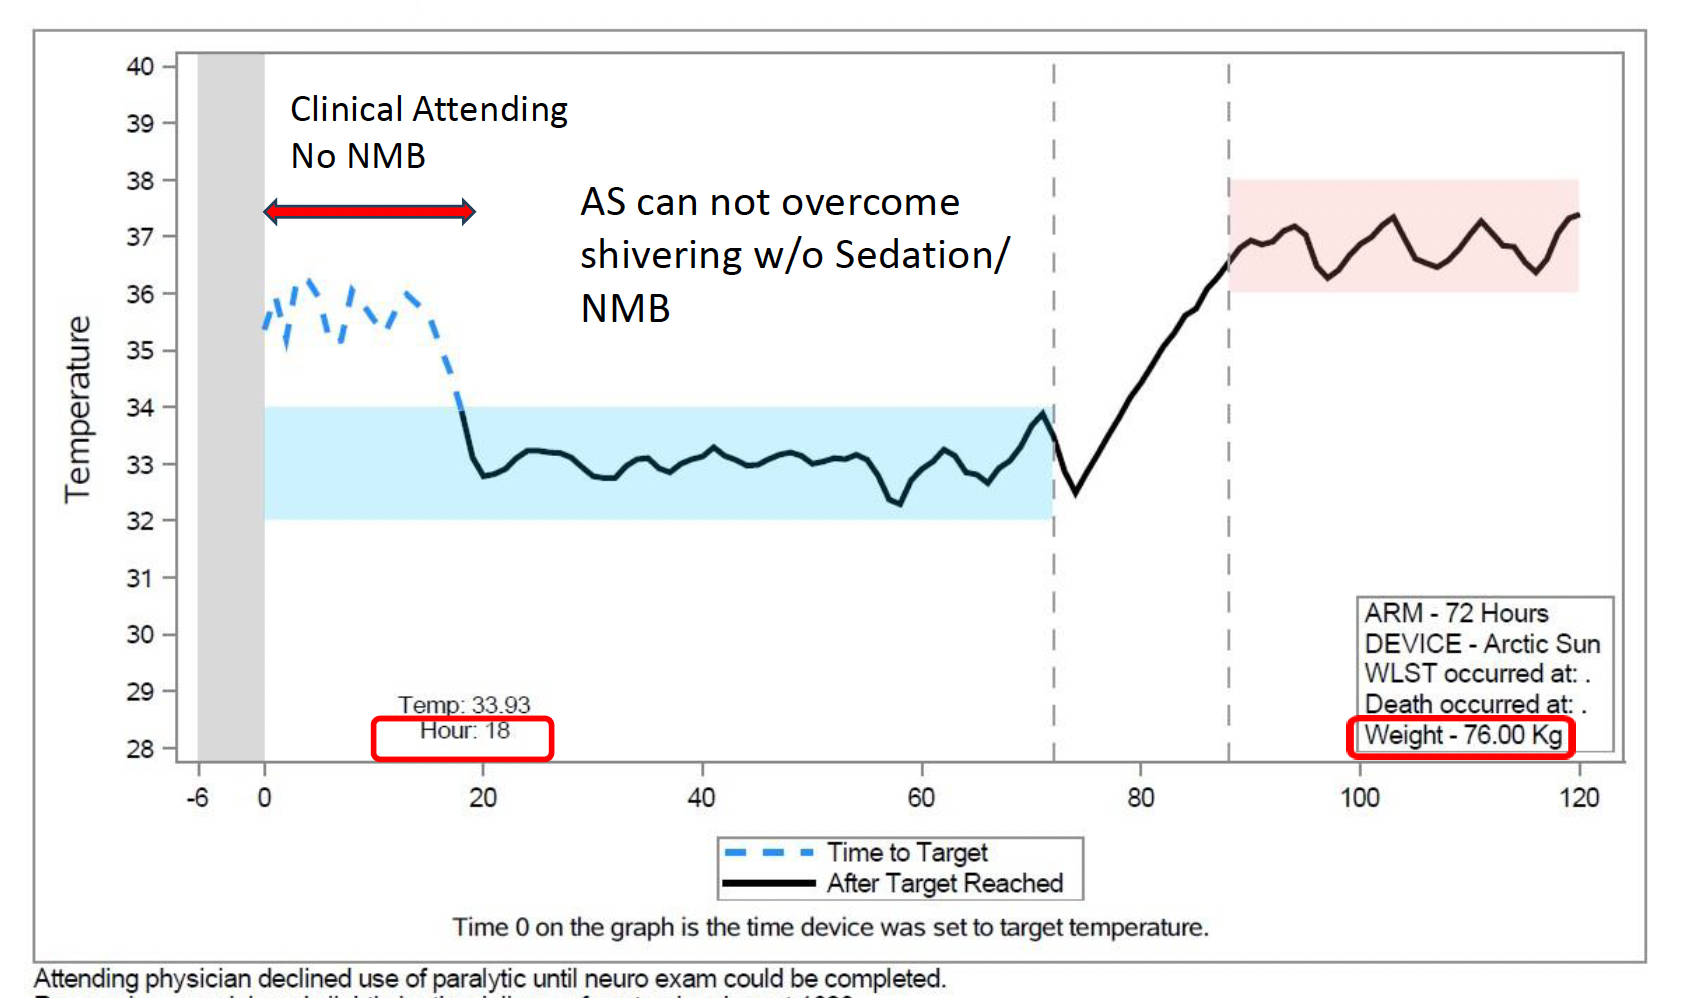 40
39
38
37
36
35
34
33
32
31
30
29
28
Temperature
Clinical Attending
No NMB
AS can not overcome
shivering w/o Sedation/
NMB
Temp: 33.93
Hour: 18
ARM - 72 Hours
DEVICE - Arctic Sun
WLST occurred at: .
Death occurred at: .
Weight - 76.00 Kg
-6 0 20 40 60 80 100 120
Time to Target
After Target Reached
Time 0 on the graph is the time device was set to target temperature.
Attending physician declined use of paralytic until neuro exam could be completed.